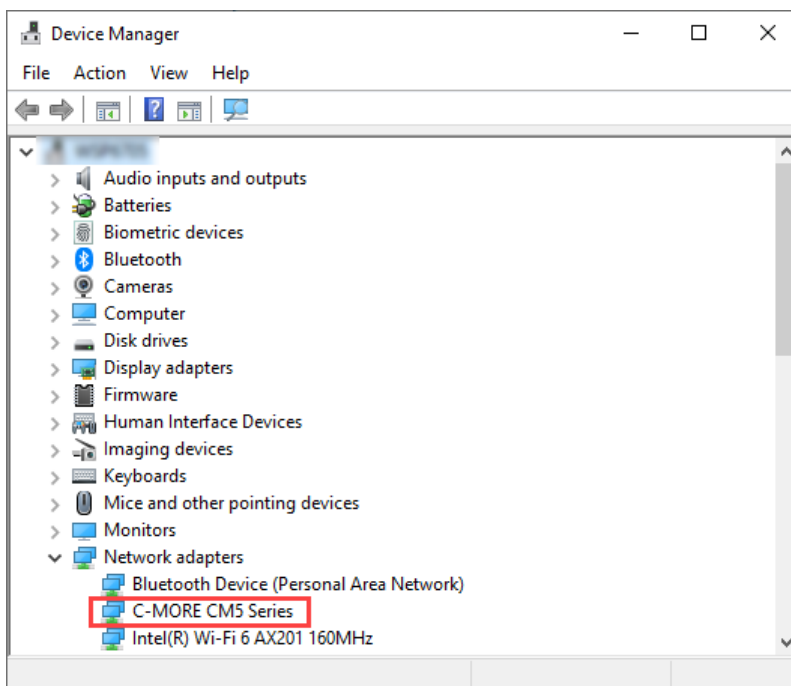 Device Manager
File Action View Help
Audio inputs and outputs
Batteries
Biometric devices
Bluetooth
Cameras
Computer
Disk drives
Display adapters
Firmware
Human Interface Devices
Imaging devices
Keyboards
Mice and other pointing devices
Monitors
Network adapters
Bluetooth Device (Personal Area Network)
C-MORE CM5 Series
Intel(R) Wi-Fi 6 AX201 160MHz